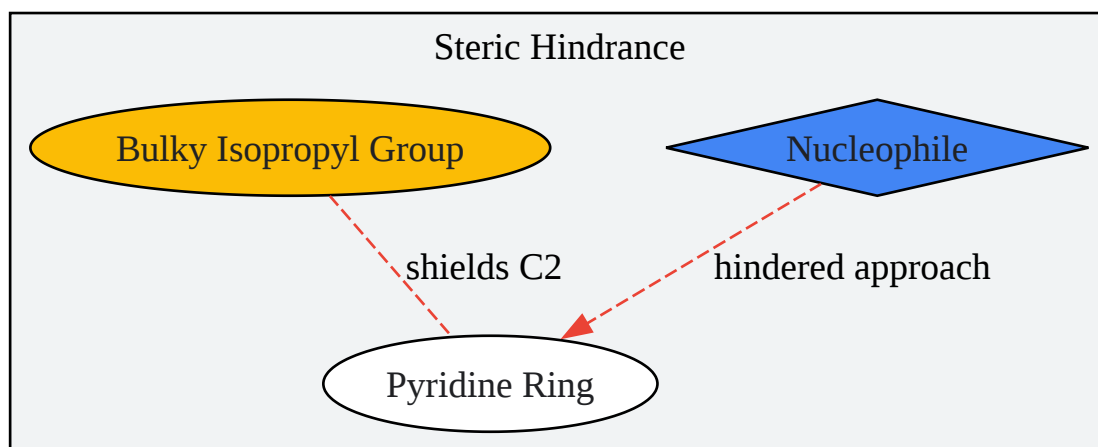 Steric Hindrance
Bulky Isopropyl Group
Nucleophile
shields C2
hindered approach
Pyridine Ring